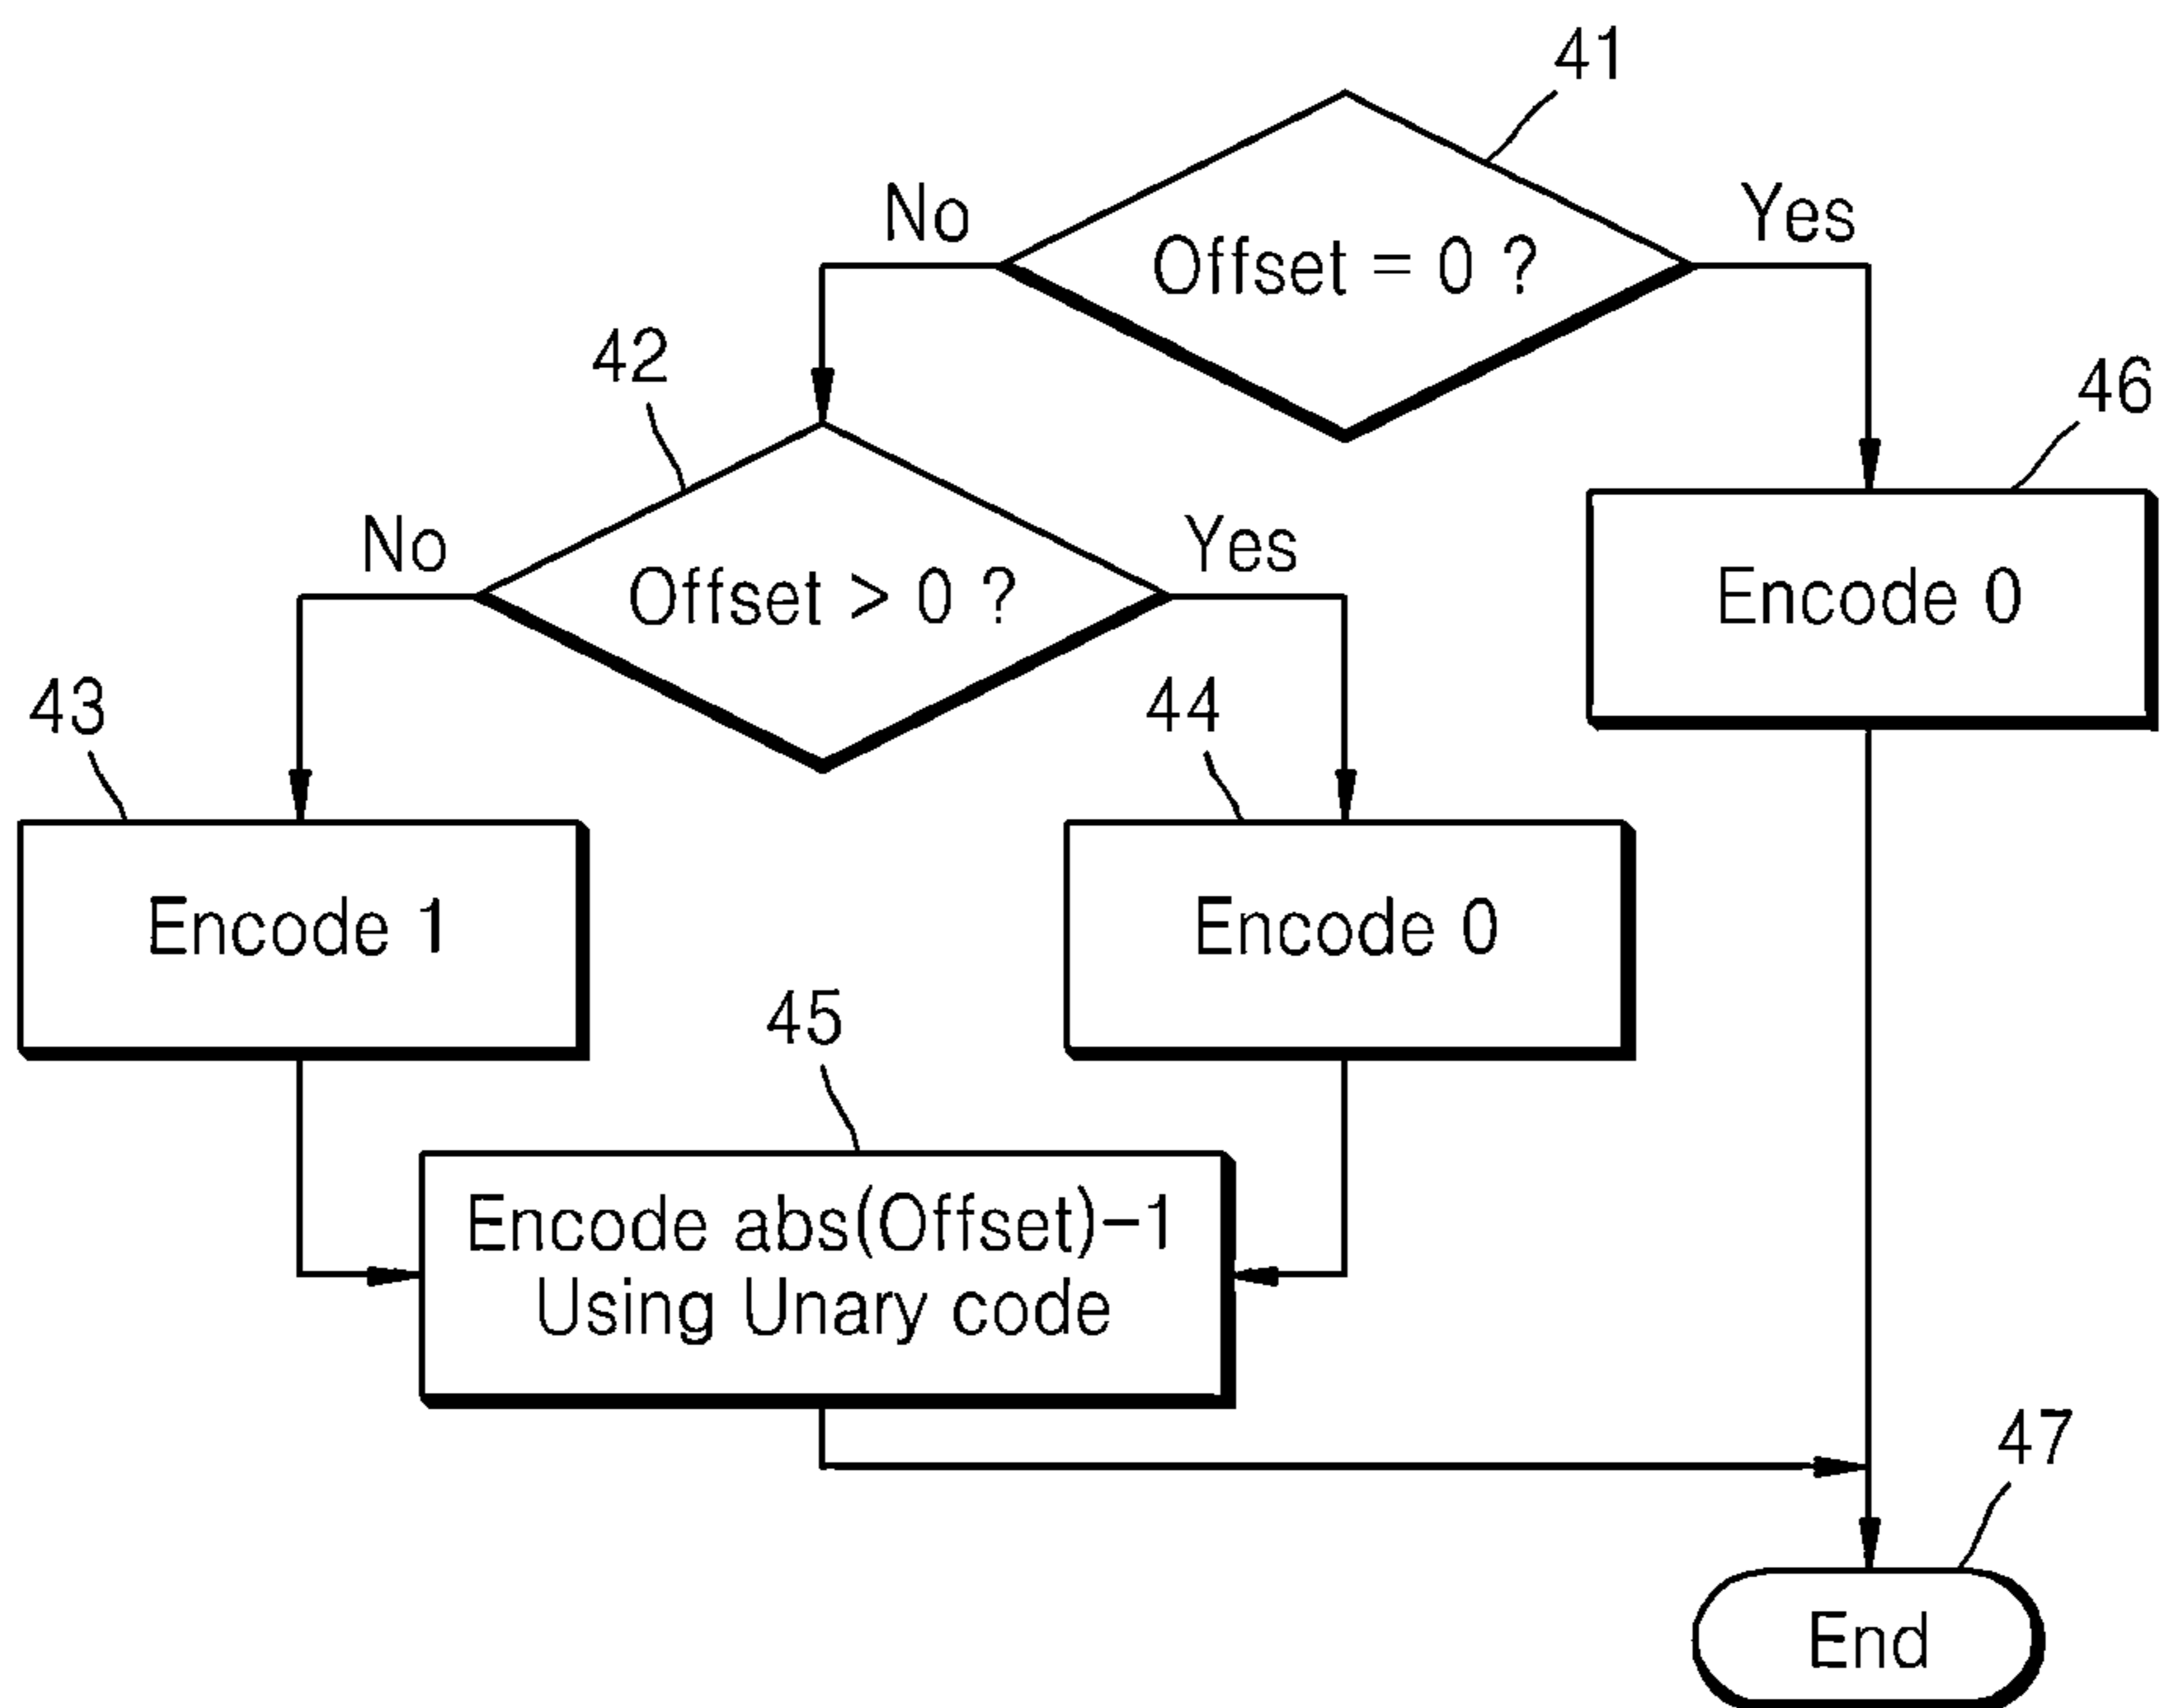 41
No
Yes
Offset = 0 ?
42
46
No
Yes
Offset > 0 ?
Encode 0
43
44
Encode 1
Encode 0
45
Encode abs(Offset)-1
Using Unary code
47
End